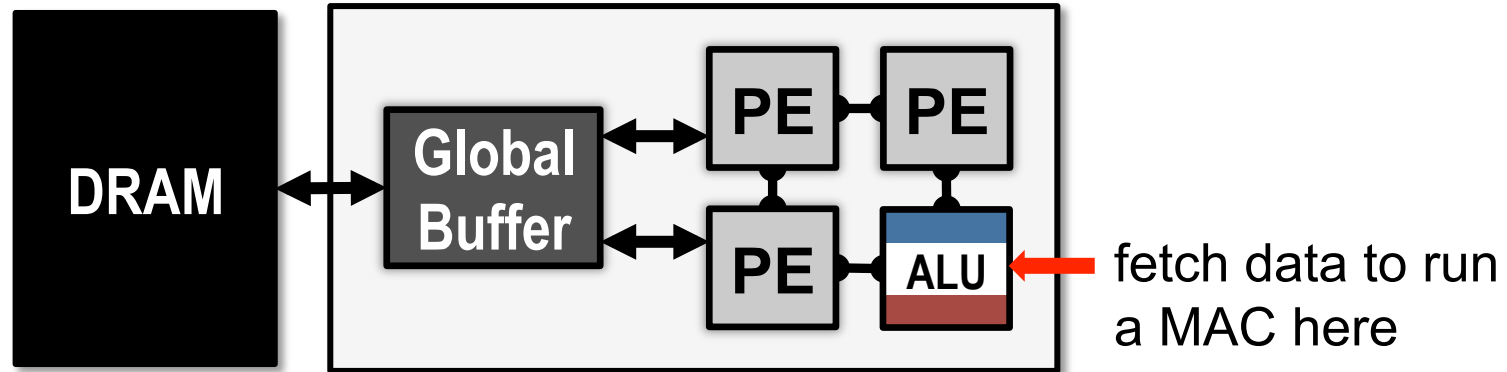 DRAM
Global
Buffer
PE
PE
PE
ALU
fetch data to run
a MAC here